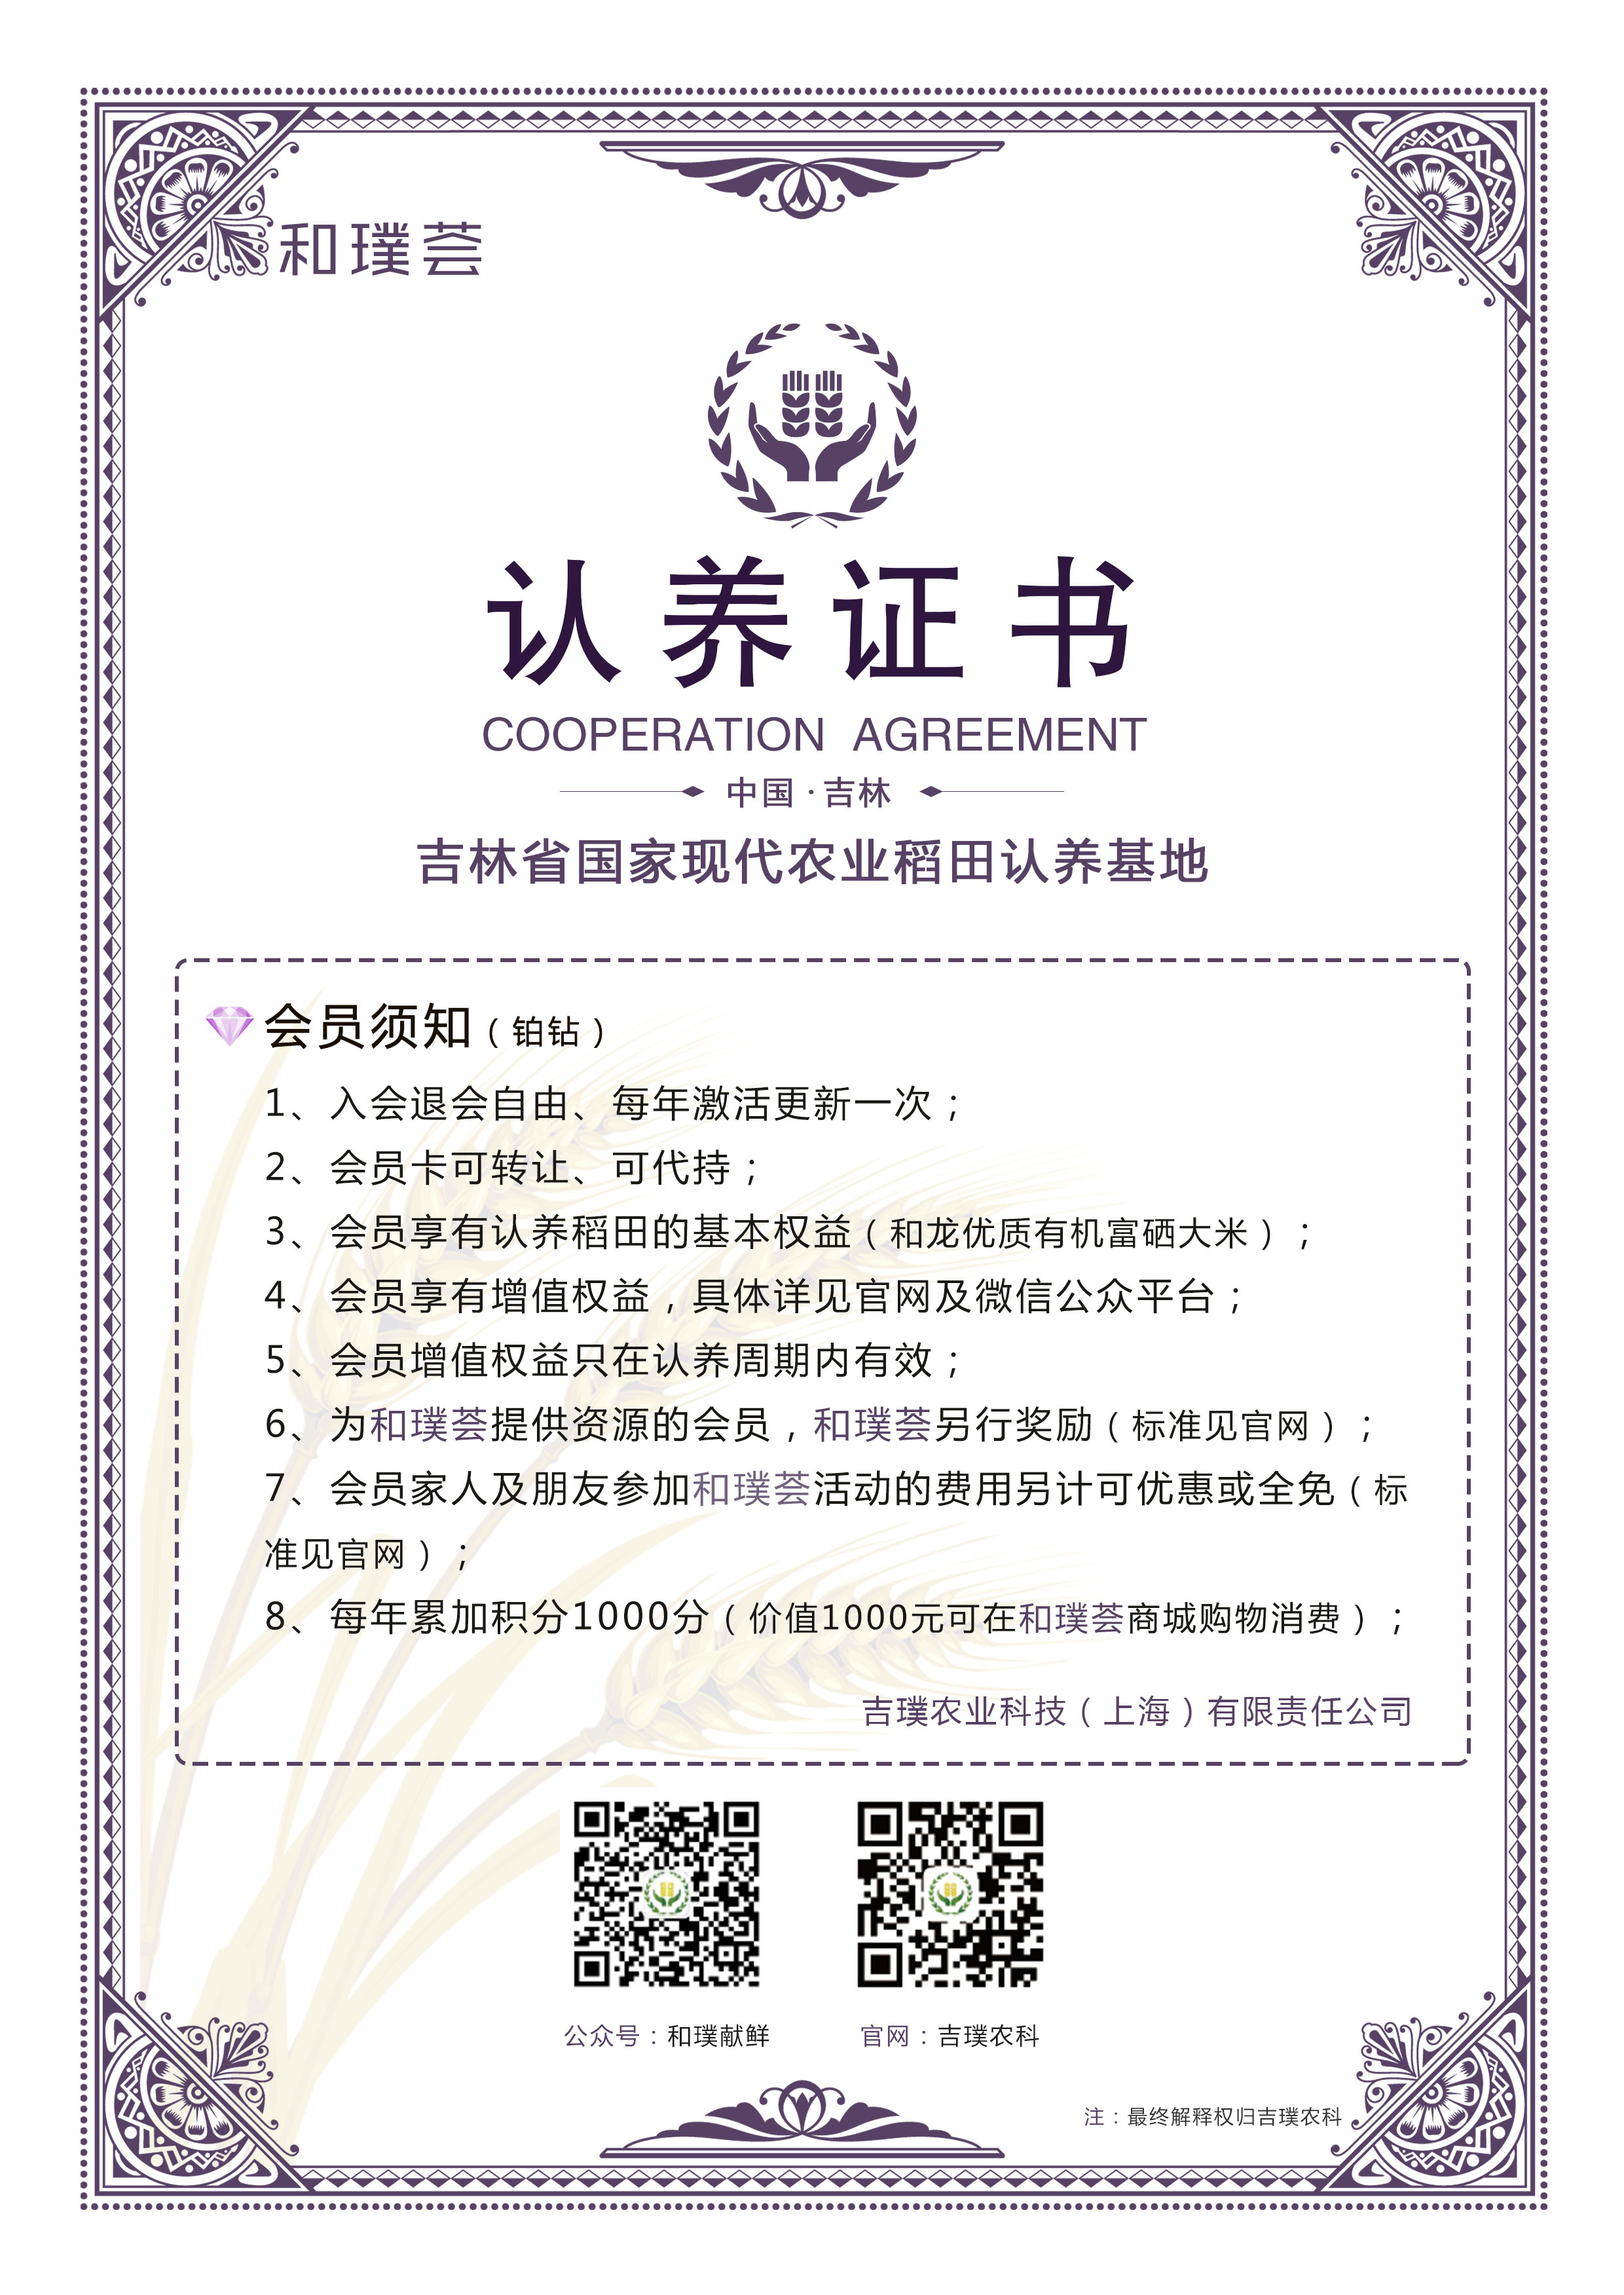 和璞荟
认养证书
COOPERATION AGREEMENT
中国·吉林
吉林省国家现代农业稻田认养基地
会员须知（铂钻）
1、入会退会自由、每年激活更新一次；
2、会员卡可转让、可代持；
3、会员享有认养稻田的基本权益（和龙优质有机富硒大米）；
4、会员享有增值权益，具体详见官网及微信公众平台；
5、会员增值权益只在认养周期内有效；
6、为和璞荟提供资源的会员，和璞荟另行奖励（标准见官网）；
7、会员家人及朋友参加和璞荟活动的费用另计可优惠或全免（标
准见官网）；
8、每年累加积分1000分（价值1000元可在和璞荟商城购物消费）；
吉璞农业科技（上海）有限责任公司
公众号：和璞献鲜
官网：吉璞农科
注：最终解释权归吉璞农科